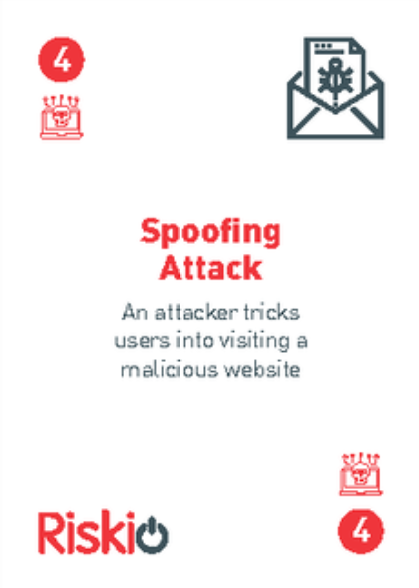 4
Spoofing
Attack
An attacker tricks
users into visiting a
malicious website
Riskio
4